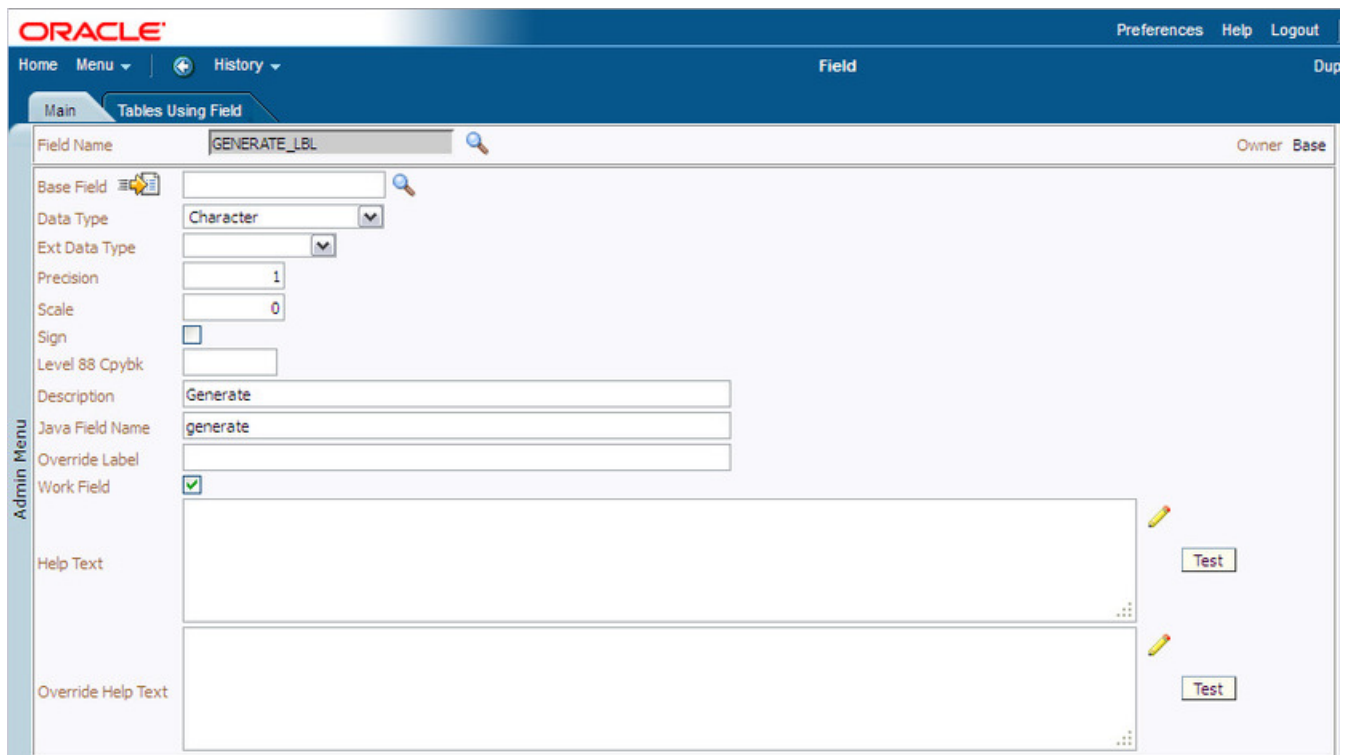 ORACLE
Preferences Help Logout
Home Menu History Field Dup
Main Tables Using Field
Field Name GENERATE_LBL Owner Base
Base Field
Data Type Character
Ext Data Type
Precision 1
Scale 0
Sign
Level 88 Cpybk
Description Generate
Java Field Name generate
Override Label
Work Field
Help Text Test
Override Help Text Test
Admin Menu